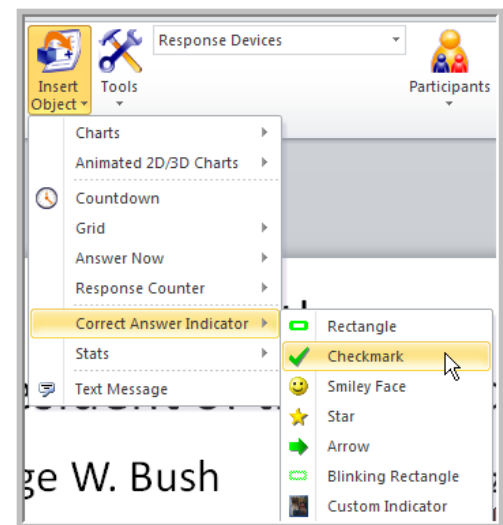 Response Devices
Insert
Object
Tools
Participants
Charts
Animated 2D/3D Charts
Countdown
Grid
Answer Now
Response Counter
Correct Answer Indicator
Stats
Text Message
Rectangle
Checkmark
Smiley Face
Star
Arrow
Blinking Rectangle
Custom Indicator
W. Bush